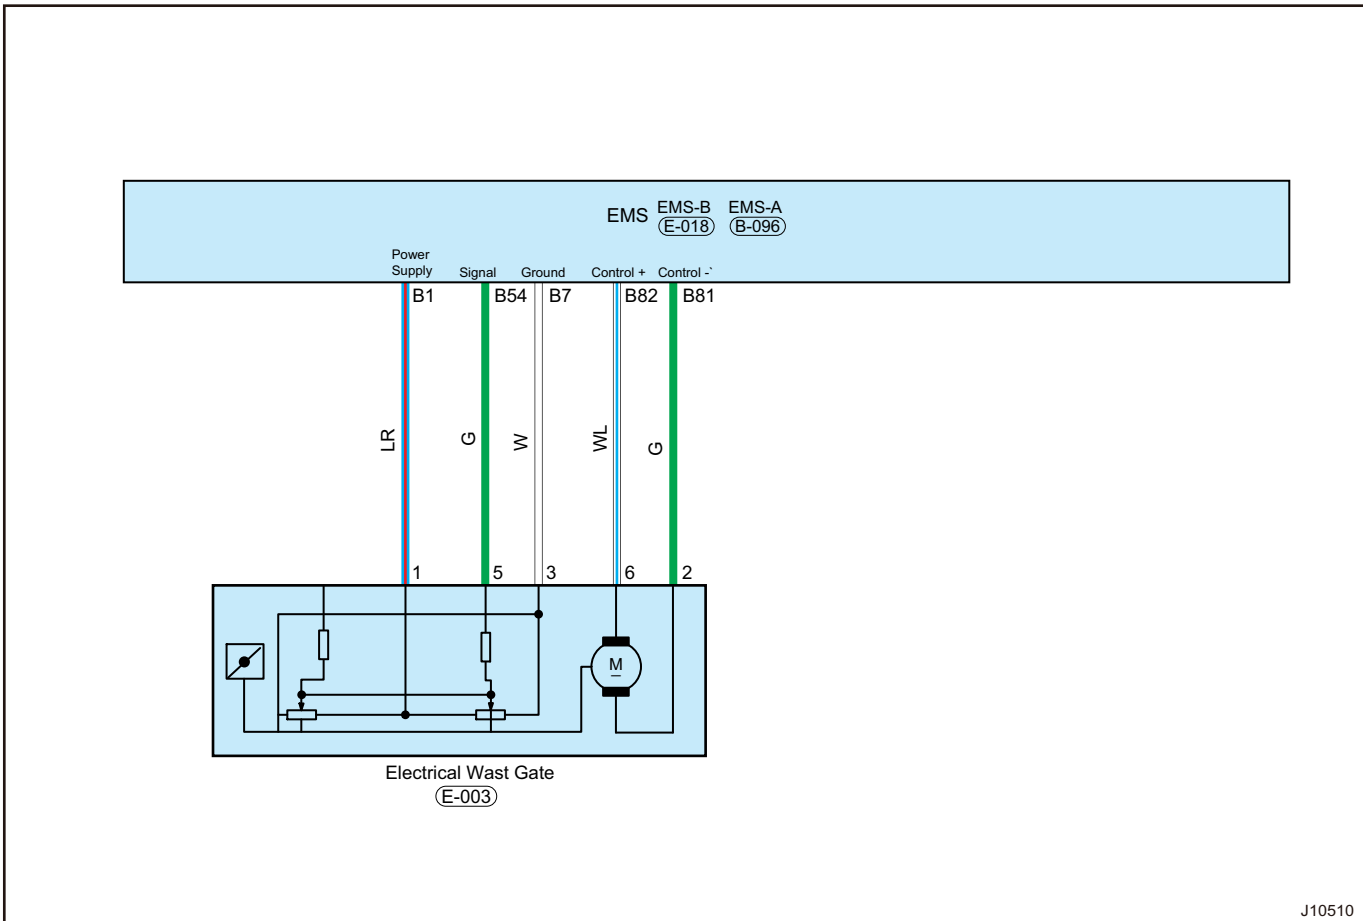 EMS EMS-B EMS-A
E-018 B-096
Power
Supply Signal Ground Control + Control -`
B1 B54 B7 B82 B81
LR G W WL G
1 5 3 6 2
M
Electrical Wast Gate
E-003
J10510